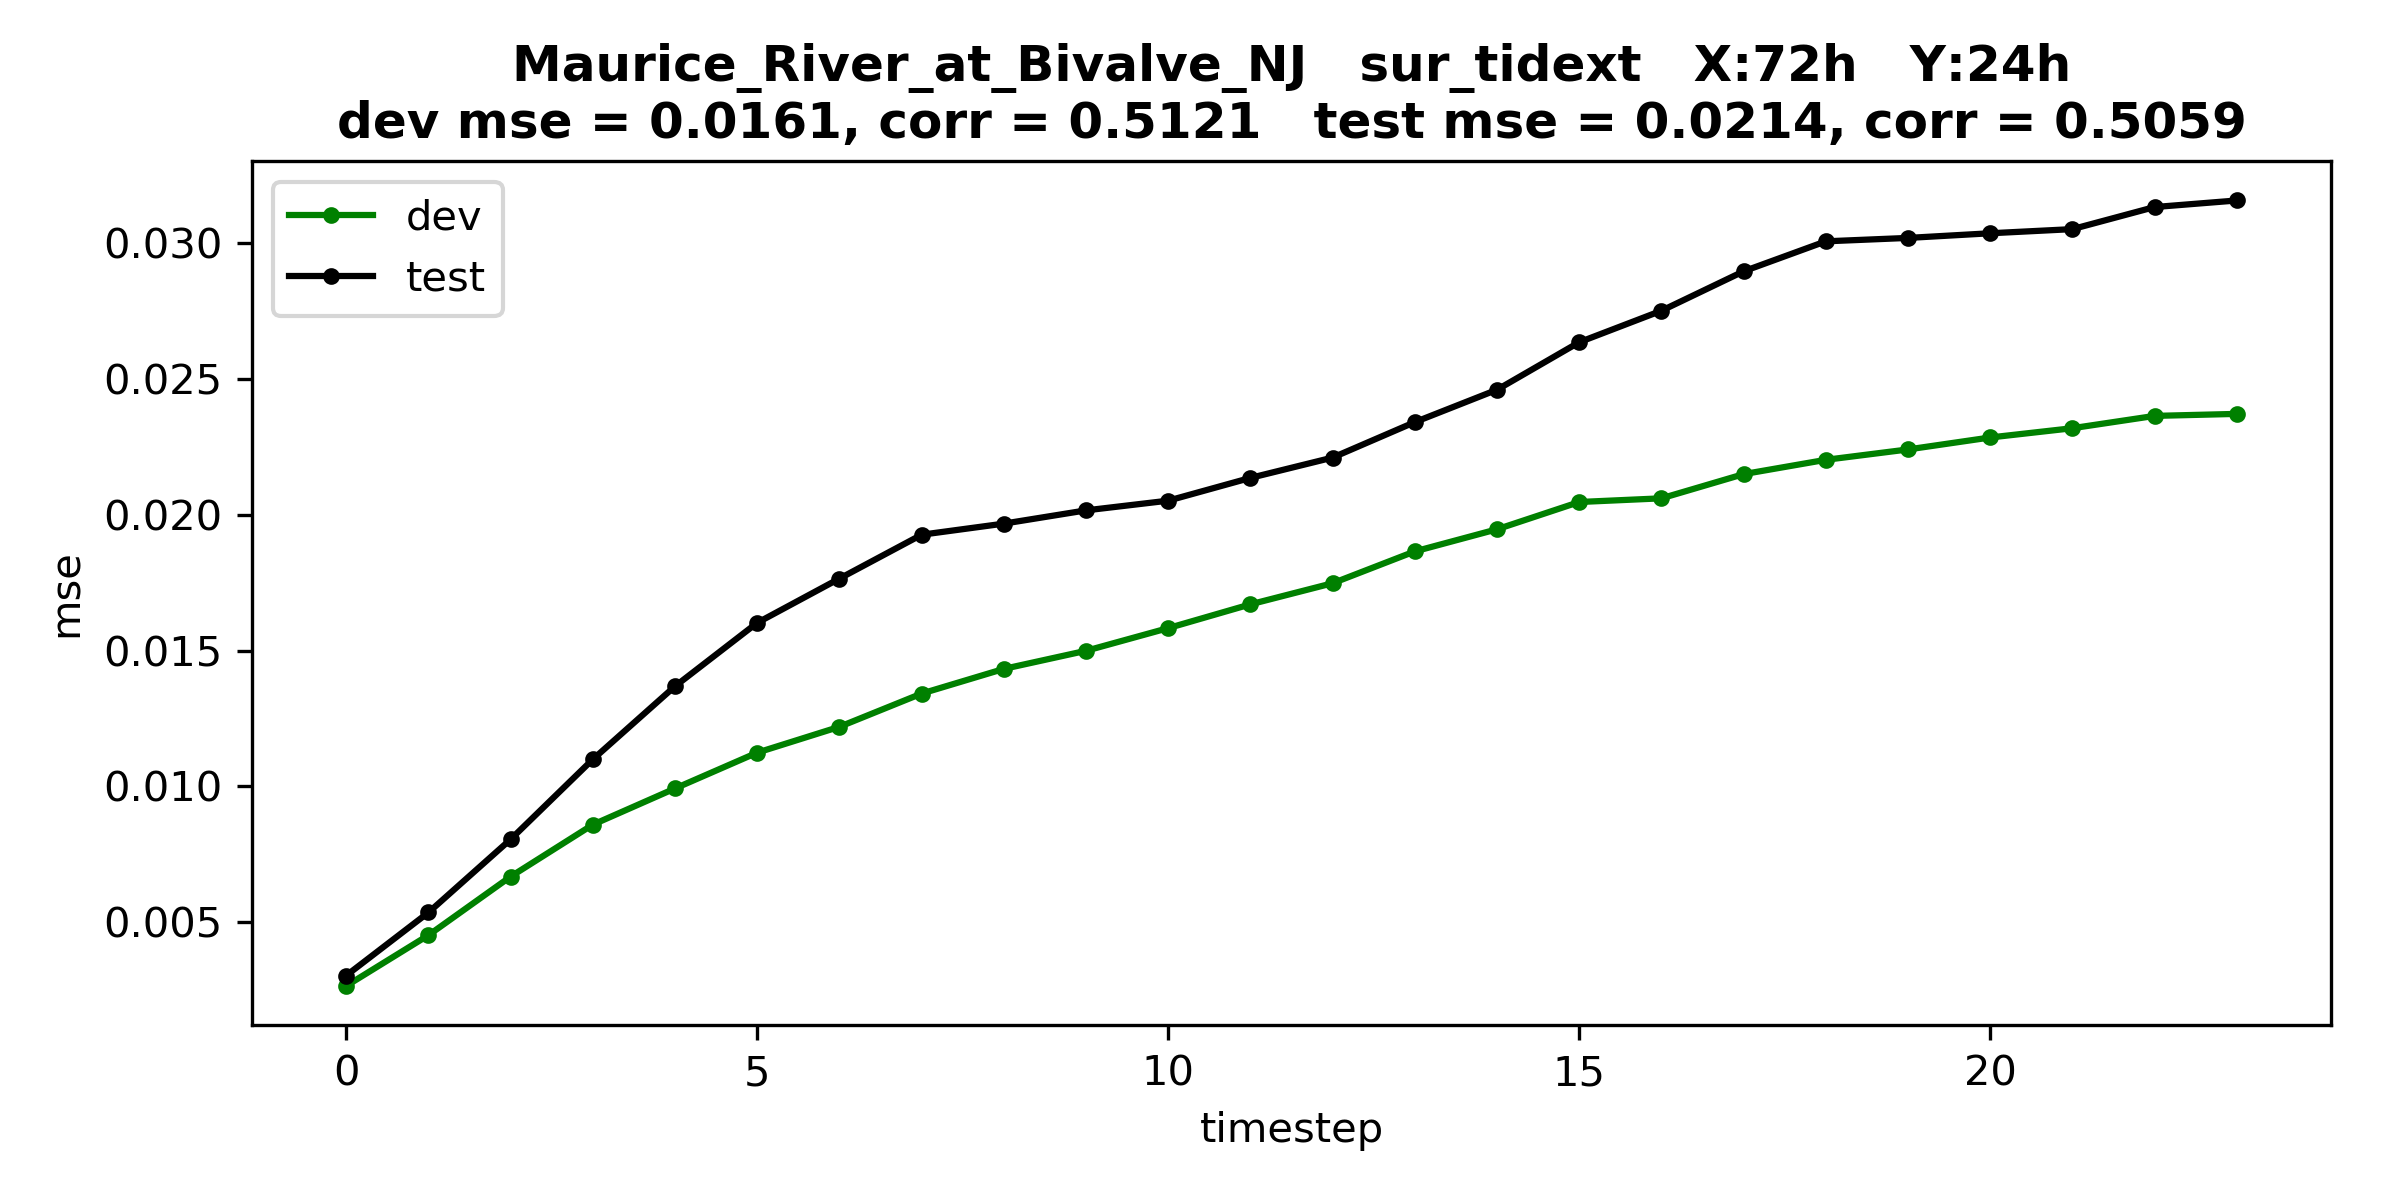 Maurice_River_at_Bivalve_NJ   sur_tidext   X:72h   Y:24h
dev mse = 0.0161, corr = 0.5121   test mse = 0.0214, corr = 0.5059
dev
test
0.030
0.025
0.020
0.015
0.010
0.005
mse
0
5
10
15
20
timestep